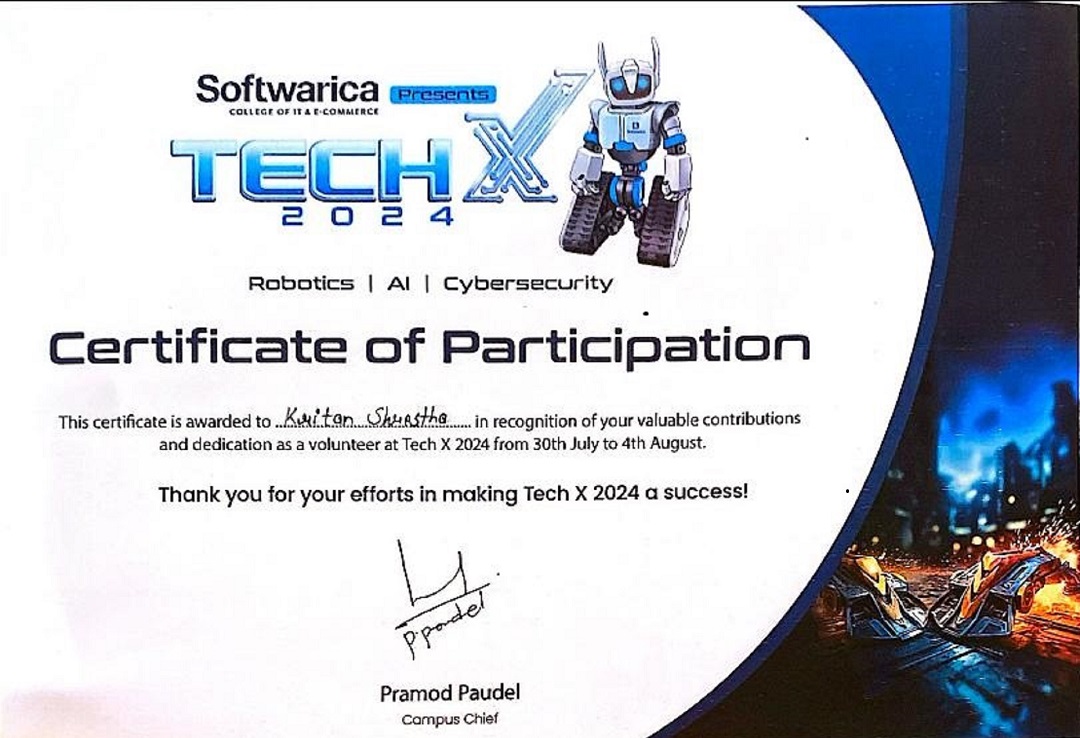 Softwarica Presents
COLLEGE OF IT & E-COMMERCE
TECH X
2024
Robotics | AI | Cybersecurity
Certificate of Participation
This certificate is awarded to ..Kritan Shrestha.. in recognition of your valuable contributions
and dedication as a volunteer at Tech X 2024 from 30th July to 4th August.
Thank you for your efforts in making Tech X 2024 a success!
P.paudel
Pramod Paudel
Campus Chief